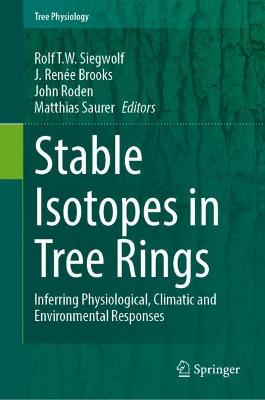 Tree Physiology
Rolf T.W. Siegwolf
J. Renée Brooks
John Roden
Matthias Saurer Editors
Stable
Isotopes in
Tree Rings
Inferring Physiological, Climatic and
Environmental Responses
Springer